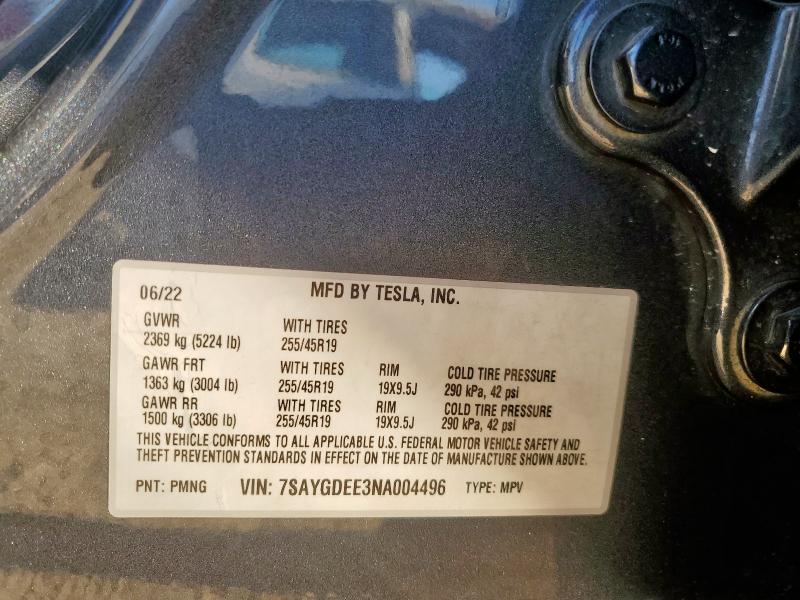 06/22 MFD BY TESLA, INC.
GVWR WITH TIRES
2369 kg (5224 lb) 255/45R19
GAWR FRT WITH TIRES RIM COLD TIRE PRESSURE
1363 kg (3004 lb) 255/45R19 19X9.5J 290 kPa, 42 psi
GAWR RR WITH TIRES RIM COLD TIRE PRESSURE
1500 kg (3306 lb) 255/45R19 19X9.5J 290 kPa, 42 psi
THIS VEHICLE CONFORMS TO ALL APPLICABLE U.S. FEDERAL MOTOR VEHICLE SAFETY AND
THEFT PREVENTION STANDARDS IN EFFECT ON THE DATE OF MANUFACTURE SHOWN ABOVE.
PNT: PMNG VIN: 7SAYGDEE3NA004496 TYPE: MPV